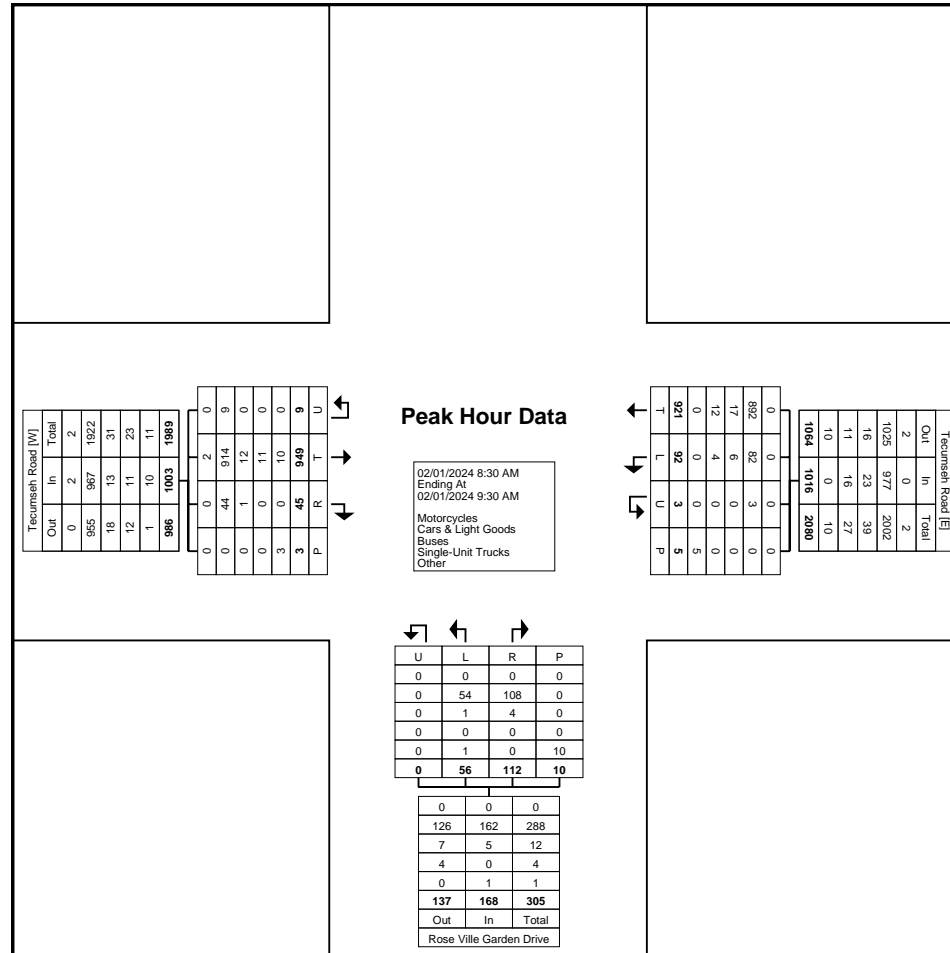 Peak Hour Data
02/01/2024 8:30 AM
Ending At
02/01/2024 9:30 AM
Motorcycles
Cars & Light Goods
Buses
Single-Unit Trucks
Other
Tecumseh Road [W]
Total 2 1922 31 23 11 1989
In 2 967 13 11 10 1003
Out 0 955 18 12 1 986
0 9 0 0 0 9 U
2 914 12 11 10 949 T
0 44 1 0 0 45 R
0 0 0 0 3 3 P
T 921 0 12 17 892 0
L 92 0 4 6 82 0
U 3 0 0 0 3 0
P 5 5 0 0 0 0
1064 10 11 16 1025 2 Out
1016 0 16 23 977 0 In
2080 10 27 39 2002 2 Total
Tecumseh Road [E]
U L R P
0 0 0 0
0 54 108 0
0 1 4 0
0 0 0 0
0 1 0 10
0 56 112 10
0 0 0
126 162 288
7 5 12
4 0 4
0 1 1
137 168 305
Out In Total
Rose Ville Garden Drive